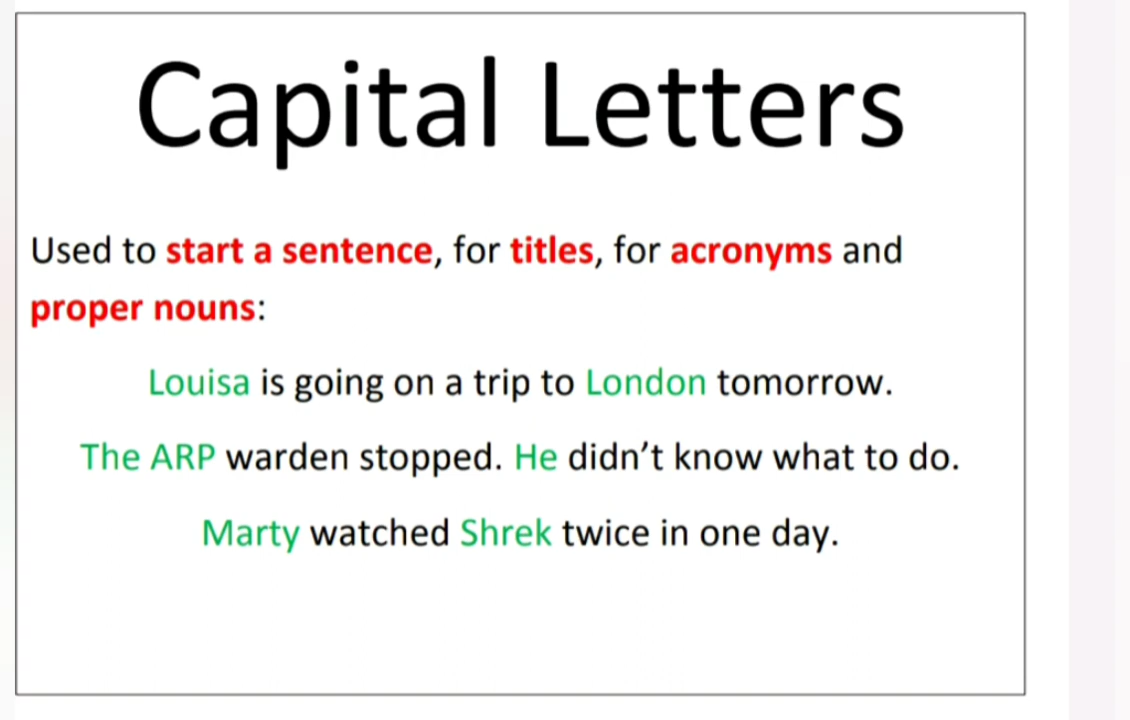 Capital Letters
Used to start a sentence, for titles, for acronyms and
proper nouns:
Louisa is going on a trip to London tomorrow.
The ARP warden stopped. He didn’t know what to do.
Marty watched Shrek twice in one day.